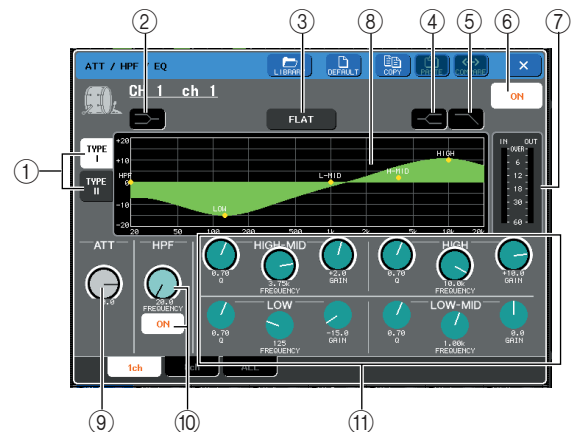 ② ③ ⑧ ④ ⑤ ⑥ ⑦
ATT / HPF / EQ
LIBRARY
DEFAULT
COPY
PASTE
COMPARE
×
CH 1 ch 1
ON
FLAT
IN OUT
OVER
6
12
18
30
60
①
TYPE I
TYPE II
+20
+10
0
-10
-20
HPF
LOW
L-MID
H-MID
HIGH
20 50 100 500 1k 5k 10k 20k
ATT
HPF
20.0
FREQUENCY
ON
HIGH-MID
0.70
Q
3.75k
FREQUENCY
+2.0
GAIN
HIGH
0.70
Q
10.0k
FREQUENCY
+10.0
GAIN
LOW
0.70
Q
125
FREQUENCY
-15.0
GAIN
LOW-MID
0.70
Q
1.00k
FREQUENCY
0.0
GAIN
1ch
ALL
⑨ ⑩ ⑪